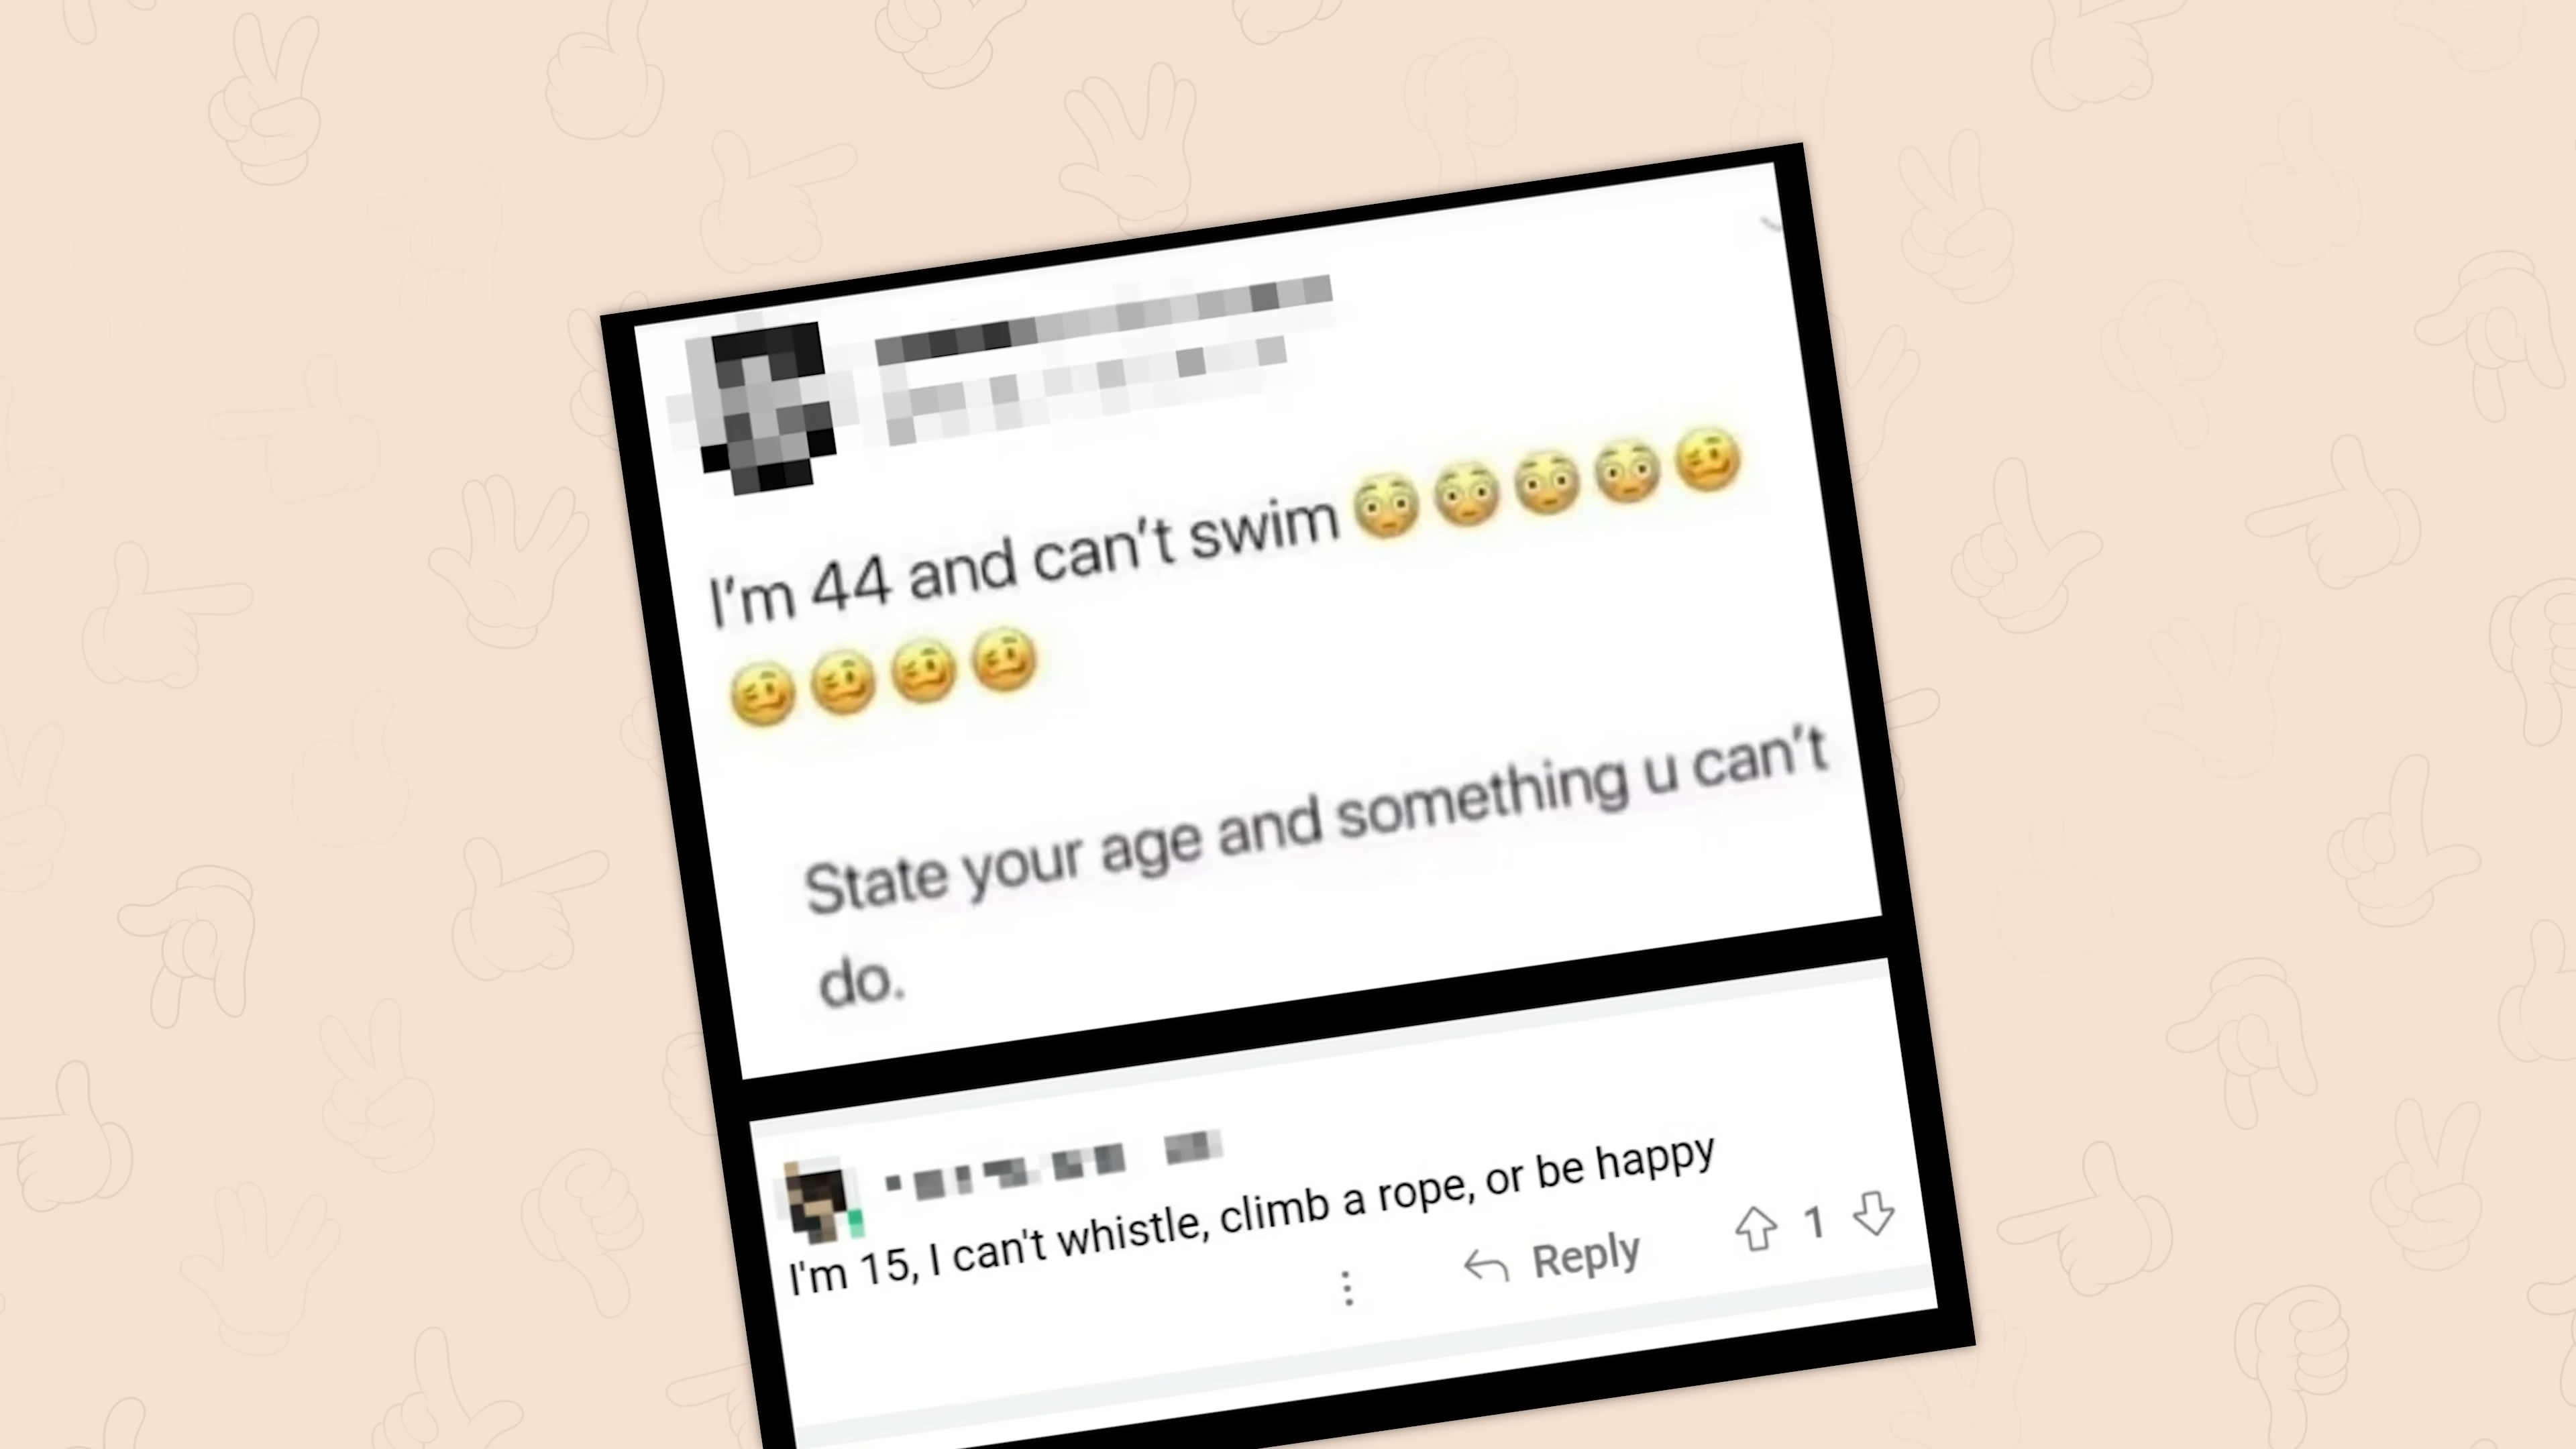 I'm 44 and can't swim 😳😳😳😳🥴
🥴🥴🥴🥴
State your age and something u can't
do.
I'm 15, I can't whistle, climb a rope, or be happy
Reply 1